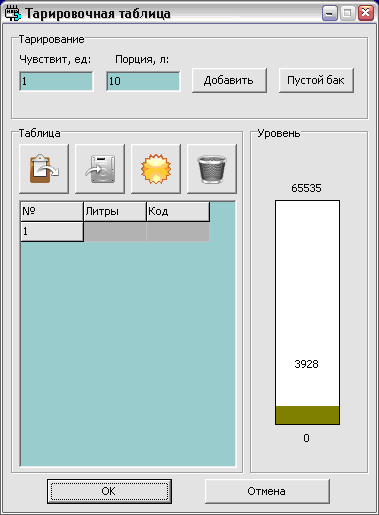 Тарировочная таблица
Тарирование
Чувствит, ед: Порция, л:
1 10 Добавить Пустой бак
Таблица
Уровень
65535
№ Литры Код
1
3928
0
OK Отмена